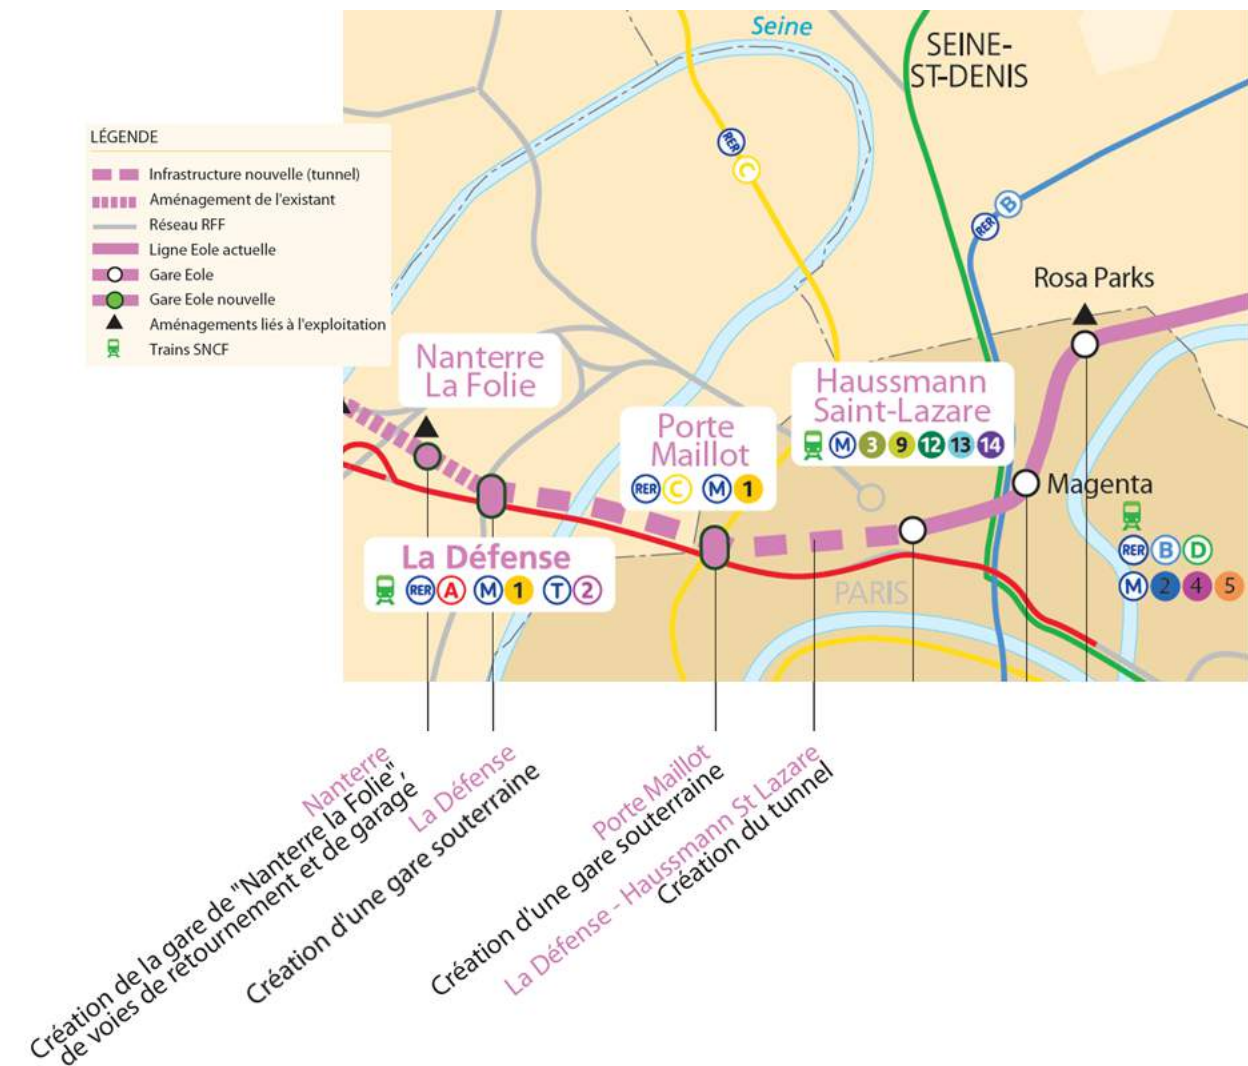 Seine
SEINE-
ST-DENIS
LÉGENDE
Infrastructure nouvelle (tunnel)
Aménagement de l'existant
Réseau RFF
Ligne Eole actuelle
Gare Eole
Gare Eole nouvelle
Aménagements liés à l'exploitation
Trains SNCF
RER C
RER B
Rosa Parks
Nanterre
La Folie
Haussmann
Saint-Lazare
M 3 9 12 13 14
Porte
Maillot
RER C M 1
Magenta
RER B D
M 2 4 5
La Défense
RER A M 1 T 2
PARIS
Nanterre
Création de la gare de "Nanterre la Folie",
de voies de retournement et de garage
La Défense
Création d'une gare souterraine
Porte Maillot
Création d'une gare souterraine
La Défense - Haussmann St Lazare
Création du tunnel